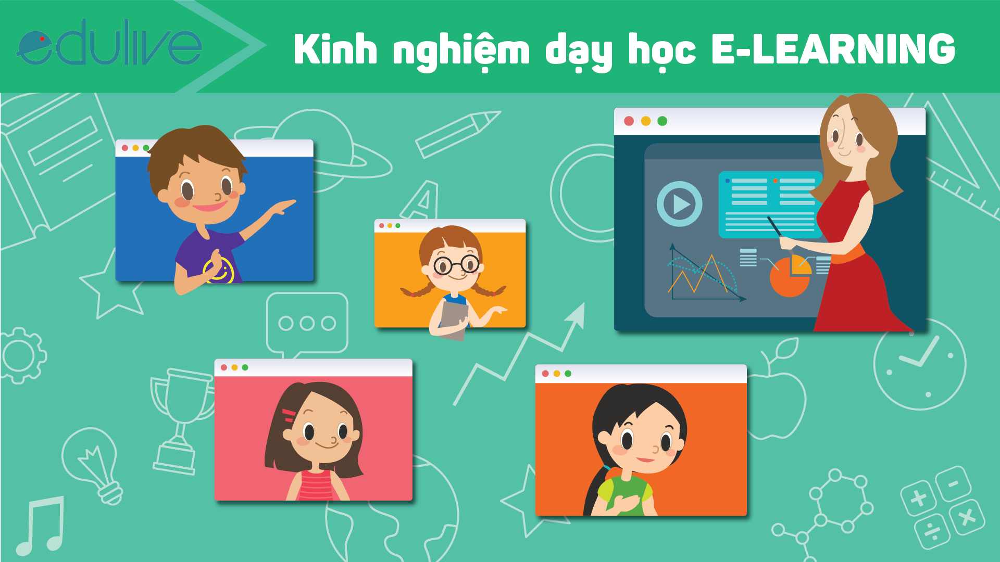 edulive
Kinh nghiệm dạy học E-LEARNING
A